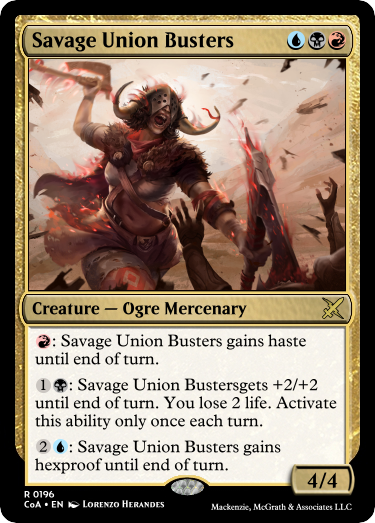 Savage Union Busters
Creature — Ogre Mercenary
: Savage Union Busters gains haste
until end of turn.
1 : Savage Union Bustersgets +2/+2
until end of turn. You lose 2 life. Activate
this ability only once each turn.
2 : Savage Union Busters gains
hexproof until end of turn.
4/4
R 0196
CoA • EN Lorenzo Herandes
Mackenzie, McGrath & Associates LLC